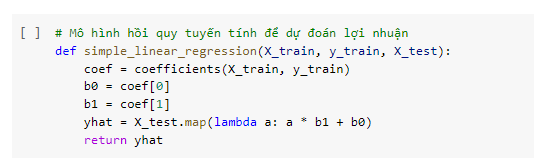 [ ] # Mô hình hồi quy tuyến tính để dự đoán lợi nhuận
def simple_linear_regression(X_train, y_train, X_test):
    coef = coefficients(X_train, y_train)
    b0 = coef[0]
    b1 = coef[1]
    yhat = X_test.map(lambda a: a * b1 + b0)
    return yhat